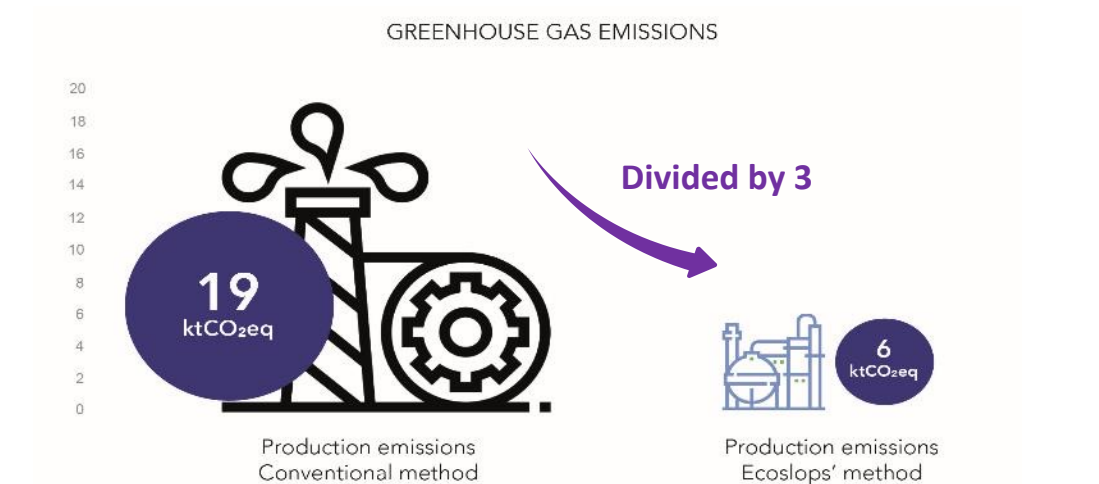 GREENHOUSE GAS EMISSIONS
20
18
16
14
12
10
8
6
4
2
0
Divided by 3
19
ktCO₂eq
6
ktCO₂eq
Production emissions
Conventional method
Production emissions
Ecoslops’ method